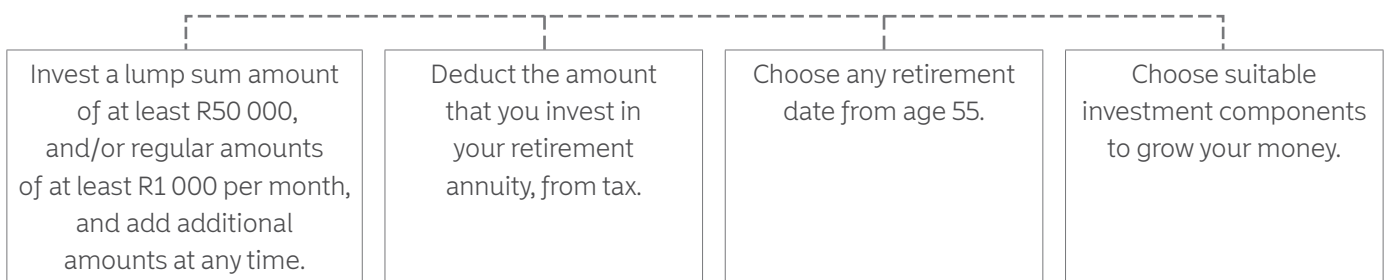 Invest a lump sum amount
of at least R50 000,
and/or regular amounts
of at least R1 000 per month,
and add additional
amounts at any time.
Deduct the amount
that you invest in
your retirement
annuity, from tax.
Choose any retirement
date from age 55.
Choose suitable
investment components
to grow your money.